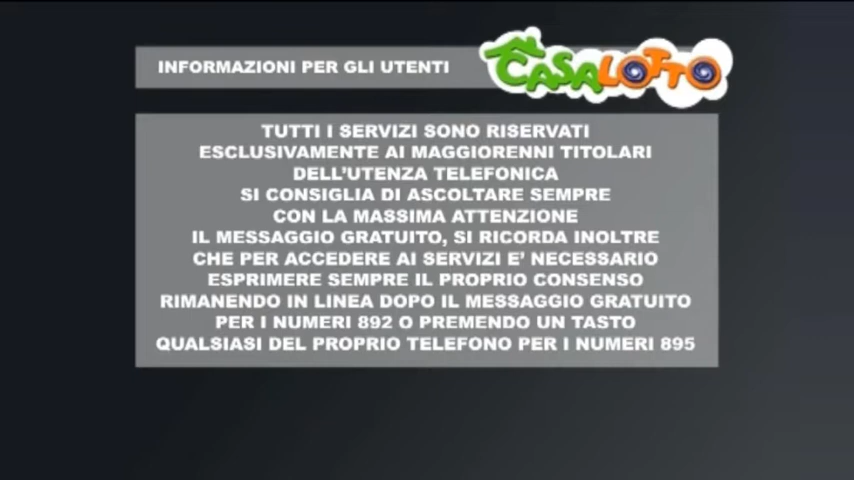 INFORMAZIONI PER GLI UTENTI
CASALOTTO
TUTTI I SERVIZI SONO RISERVATI
ESCLUSIVAMENTE AI MAGGIORENNI TITOLARI
DELL'UTENZA TELEFONICA
SI CONSIGLIA DI ASCOLTARE SEMPRE
CON LA MASSIMA ATTENZIONE
IL MESSAGGIO GRATUITO, SI RICORDA INOLTRE
CHE PER ACCEDERE AI SERVIZI E' NECESSARIO
ESPRIMERE SEMPRE IL PROPRIO CONSENSO
RIMANENDO IN LINEA DOPO IL MESSAGGIO GRATUITO
PER I NUMERI 892 O PREMENDO UN TASTO
QUALSIASI DEL PROPRIO TELEFONO PER I NUMERI 895